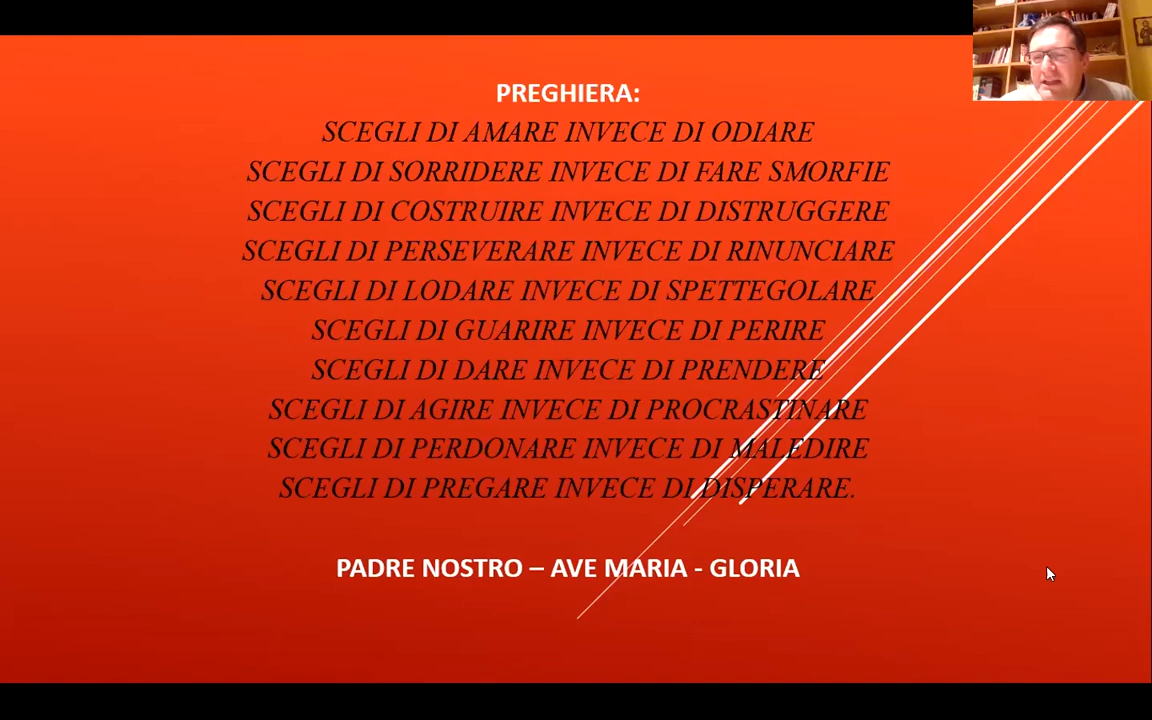 PREGHIERA:
SCEGLI DI AMARE INVECE DI ODIARE
SCEGLI DI SORRIDERE INVECE DI FARE SMORFIE
SCEGLI DI COSTRUIRE INVECE DI DISTRUGGERE
SCEGLI DI PERSEVERARE INVECE DI RINUNCIARE
SCEGLI DI LODARE INVECE DI SPETTEGOLARE
SCEGLI DI GUARIRE INVECE DI PERIRE
SCEGLI DI DARE INVECE DI PRENDERE
SCEGLI DI AGIRE INVECE DI PROCRASTINARE
SCEGLI DI PERDONARE INVECE DI MALEDIRE
SCEGLI DI PREGARE INVECE DI DISPERARE.
PADRE NOSTRO – AVE MARIA - GLORIA